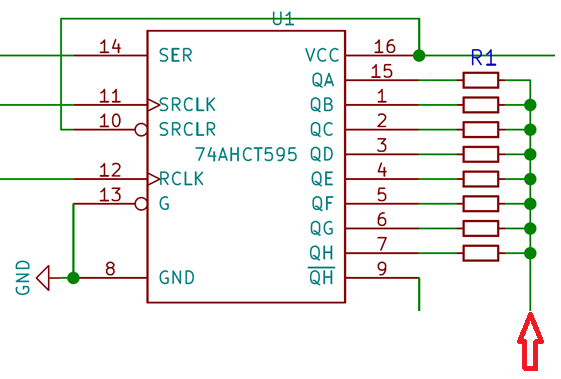 U1
14 SER VCC 16
R1
QA 15
11 SRCLK QB 1
10 SRCLR QC 2
74AHCT595 QD 3
12 RCLK QE 4
13 G QF 5
QG 6
QH 7
GND 8 GND QH 9